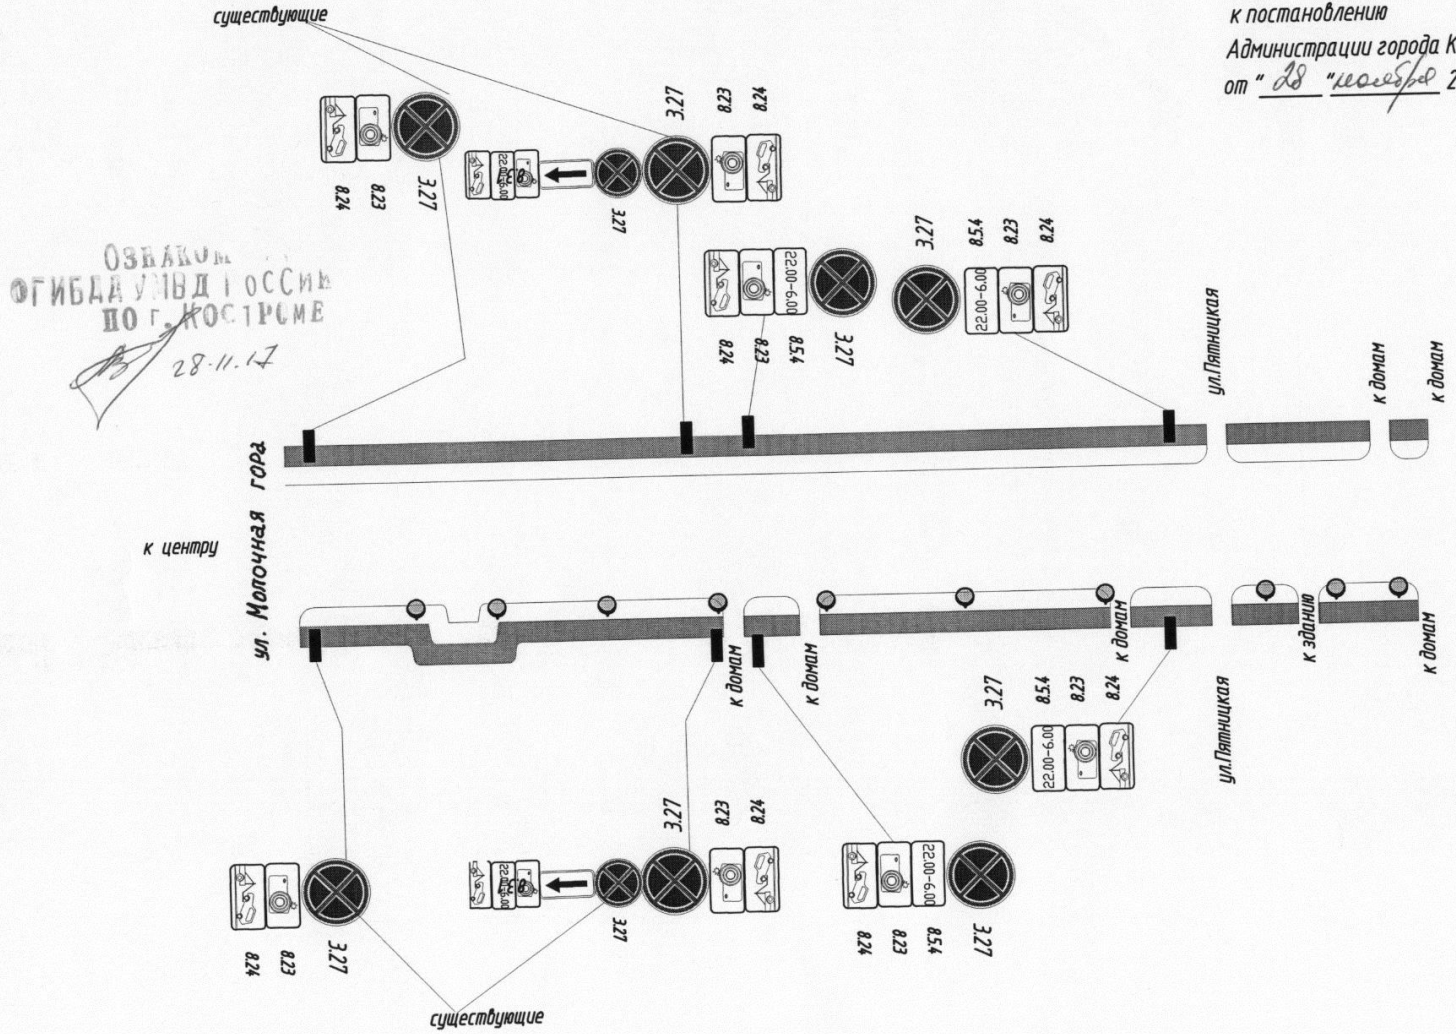 существующие
к постановлению
Администрации города К
от " 28 " ноября 2
8.24
8.23
3.27
3.27
3.27
8.23
8.24
22.00-6.00
8.24
8.23
8.5.4
3.27
3.27
8.5.4
8.23
8.24
22.00-6.00
ОГИБДД УМВД РОССИИ
ПО г. КОСТРОМЕ
28.11.17
ул.Пятницкая
к домам
к домам
ул. Молочная гора
к центру
к домам
к домам
к домам
к зданию
к домам
ул.Пятницкая
3.27
8.5.4
8.23
8.24
22.00-6.00
8.24
8.23
3.27
3.27
3.27
8.23
8.24
22.00-6.00
8.24
8.23
8.5.4
3.27
существующие